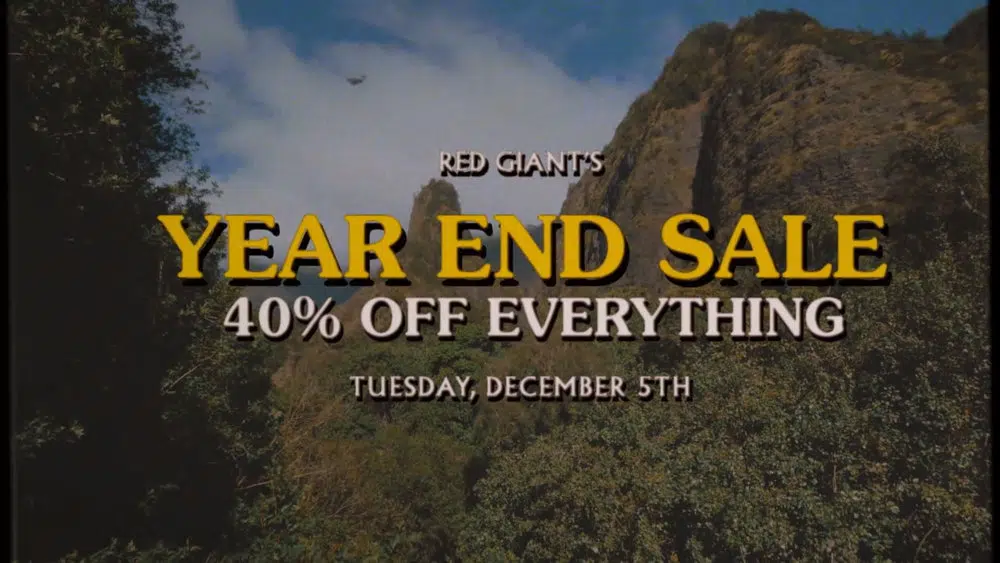 RED GIANT'S
YEAR END SALE
40% OFF EVERYTHING
TUESDAY, DECEMBER 5TH